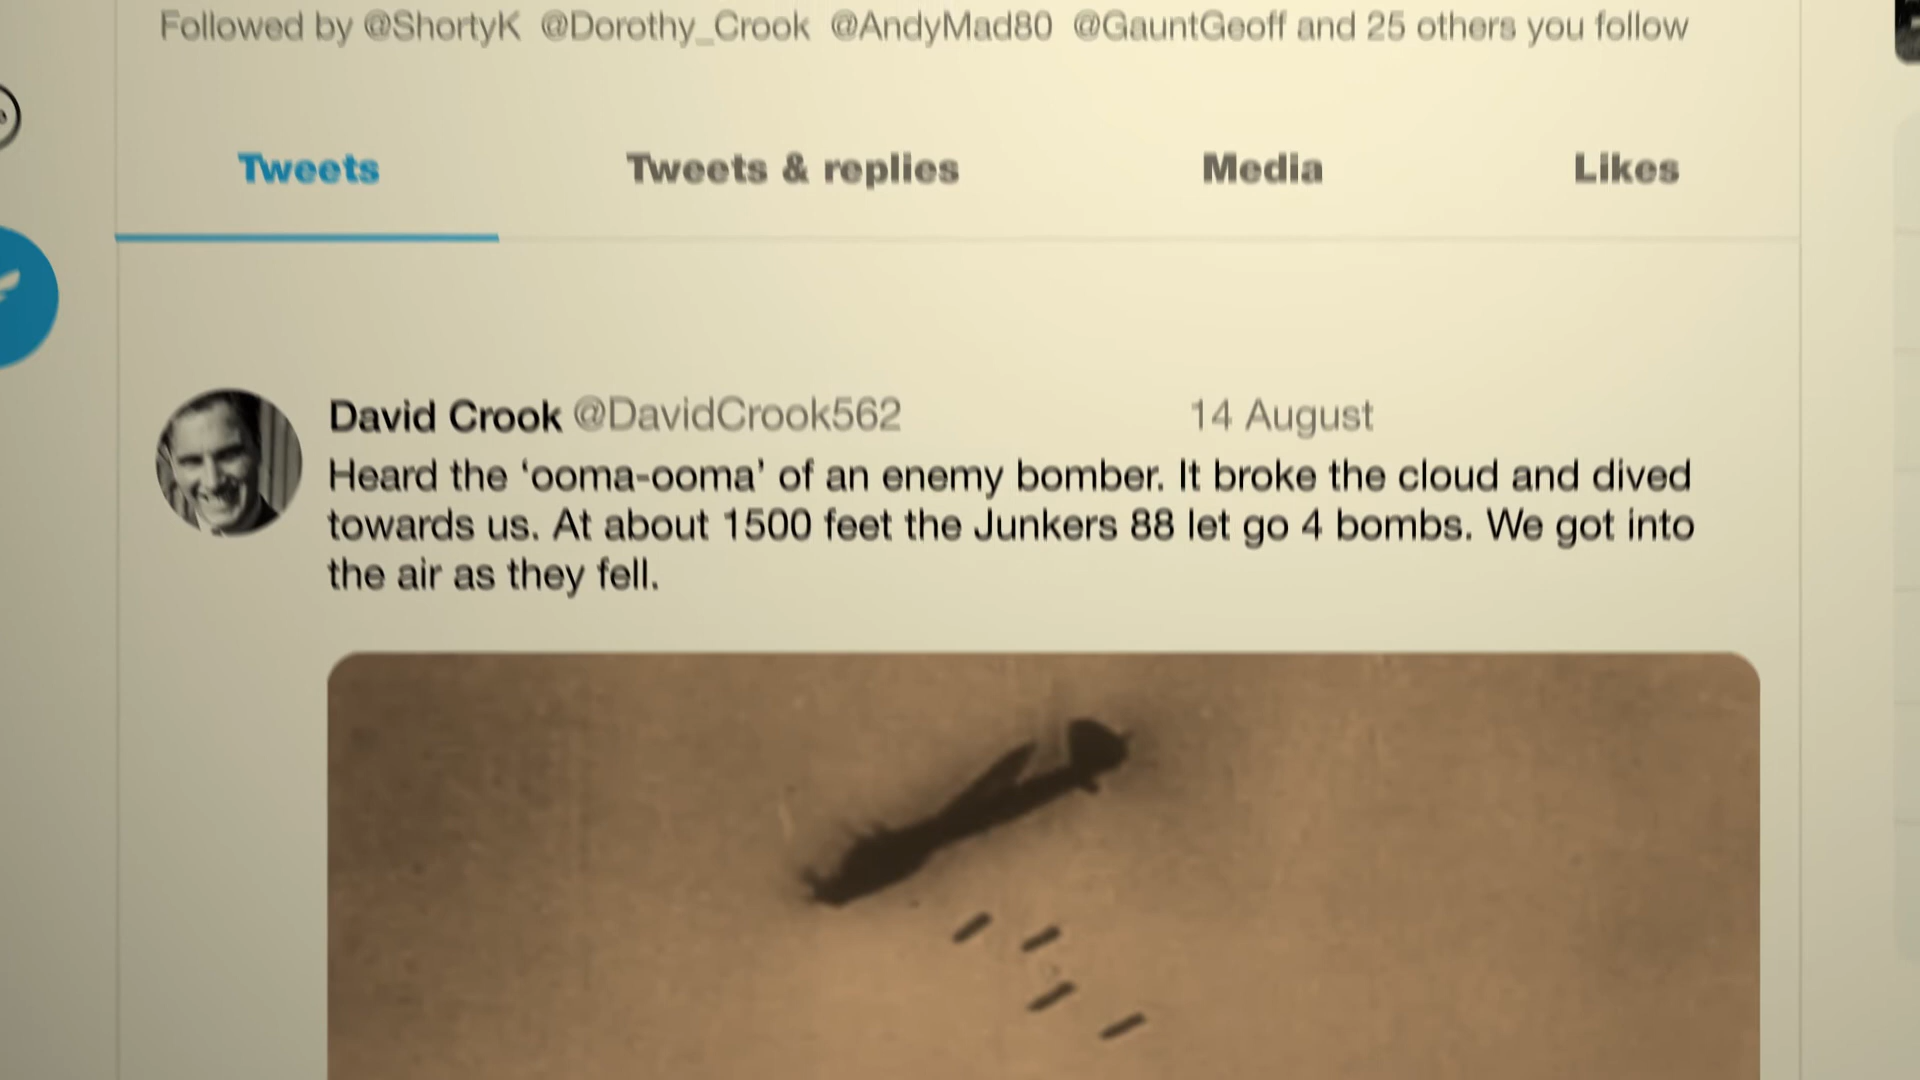 Followed by @ShortyK @Dorothy_Crook @AndyMad80 @GauntGeoff and 25 others you follow
Tweets Tweets & replies Media Likes
David Crook @DavidCrook562 14 August
Heard the ‘ooma-ooma’ of an enemy bomber. It broke the cloud and dived
towards us. At about 1500 feet the Junkers 88 let go 4 bombs. We got into
the air as they fell.